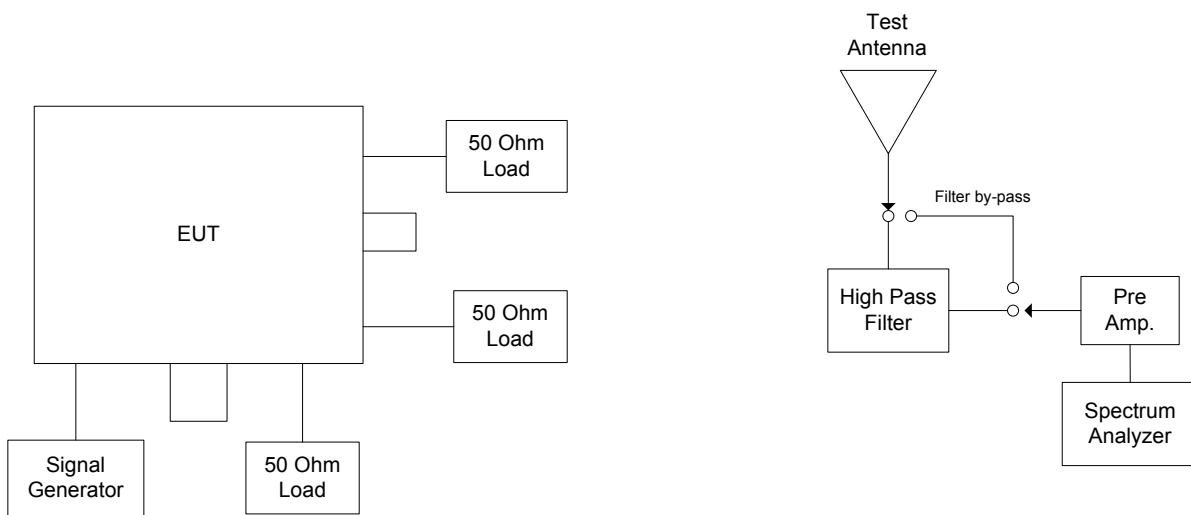 Test
Antenna
50 Ohm
Load
Filter by-pass
EUT
High Pass
Filter
Pre
Amp.
50 Ohm
Load
Spectrum
Analyzer
Signal
Generator
50 Ohm
Load